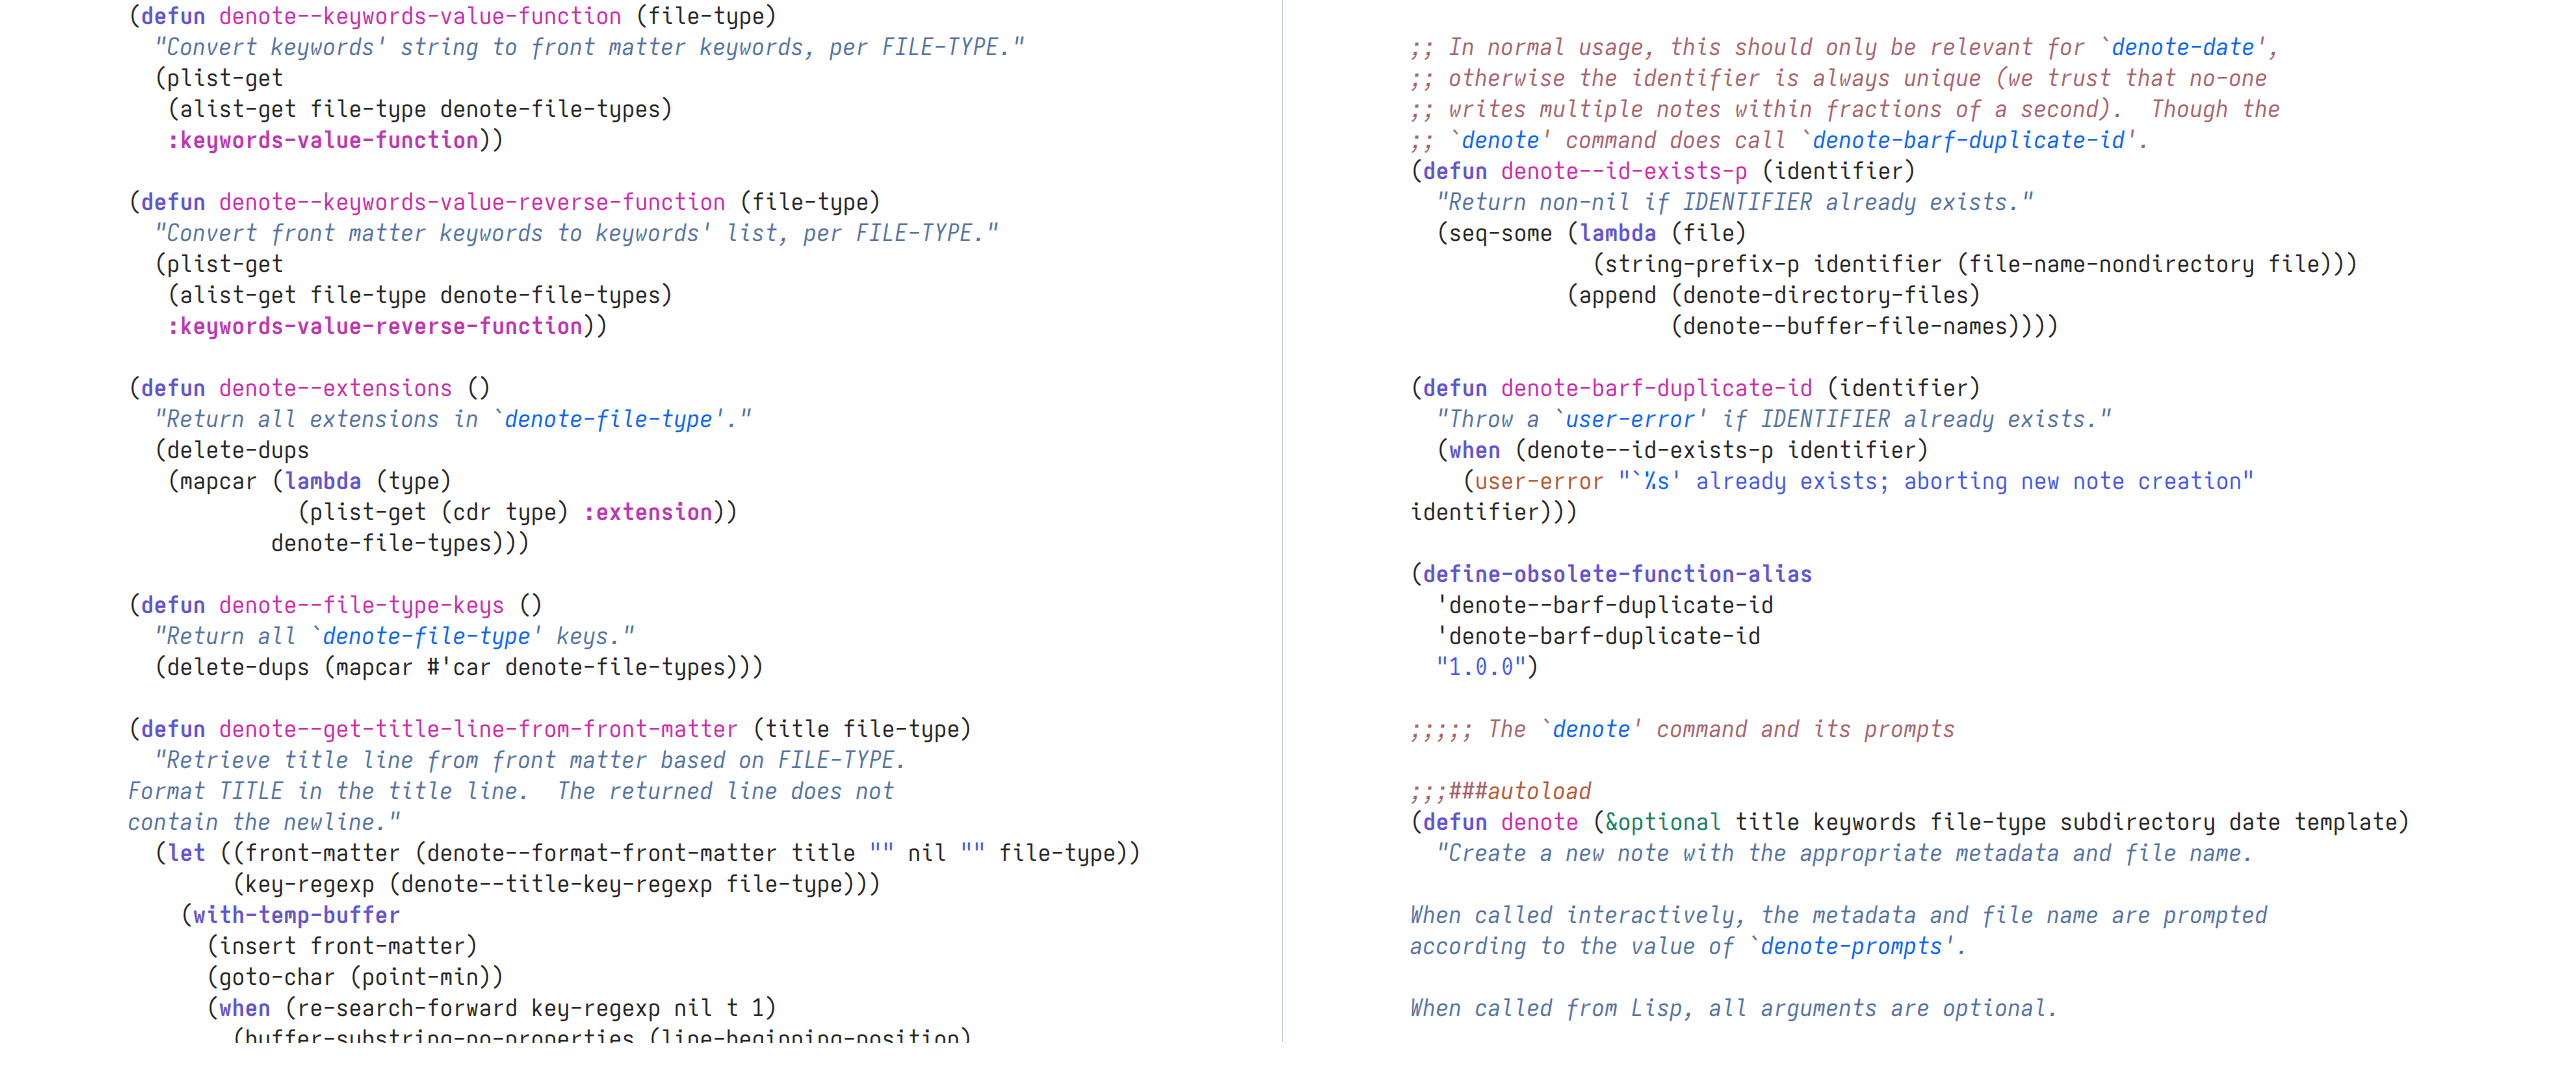 (defun denote--keywords-value-function (file-type)
  "Convert keywords' string to front matter keywords, per FILE-TYPE."
  (plist-get
   (alist-get file-type denote-file-types)
   :keywords-value-function))

(defun denote--keywords-value-reverse-function (file-type)
  "Convert front matter keywords to keywords' list, per FILE-TYPE."
  (plist-get
   (alist-get file-type denote-file-types)
   :keywords-value-reverse-function))

(defun denote--extensions ()
  "Return all extensions in `denote-file-type'."
  (delete-dups
   (mapcar (lambda (type)
             (plist-get (cdr type) :extension))
           denote-file-types)))

(defun denote--file-type-keys ()
  "Return all `denote-file-type' keys."
  (delete-dups (mapcar #'car denote-file-types)))

(defun denote--get-title-line-from-front-matter (title file-type)
  "Retrieve title line from front matter based on FILE-TYPE.
Format TITLE in the title line.  The returned line does not
contain the newline."
  (let ((front-matter (denote--format-front-matter title "" nil "" file-type))
        (key-regexp (denote--title-key-regexp file-type)))
    (with-temp-buffer
      (insert front-matter)
      (goto-char (point-min))
      (when (re-search-forward key-regexp nil t 1)
        (buffer-substring-no-properties (line-beginning-position)

;; In normal usage, this should only be relevant for `denote-date',
;; otherwise the identifier is always unique (we trust that no-one
;; writes multiple notes within fractions of a second).  Though the
;; `denote' command does call `denote-barf-duplicate-id'.
(defun denote--id-exists-p (identifier)
  "Return non-nil if IDENTIFIER already exists."
  (seq-some (lambda (file)
              (string-prefix-p identifier (file-name-nondirectory file)))
            (append (denote-directory-files)
                    (denote--buffer-file-names))))

(defun denote-barf-duplicate-id (identifier)
  "Throw a `user-error' if IDENTIFIER already exists."
  (when (denote--id-exists-p identifier)
    (user-error "`%s' already exists; aborting new note creation"
identifier)))

(define-obsolete-function-alias
  'denote--barf-duplicate-id
  'denote-barf-duplicate-id
  "1.0.0")

;;;;; The `denote' command and its prompts

;;;###autoload
(defun denote (&optional title keywords file-type subdirectory date template)
  "Create a new note with the appropriate metadata and file name.

When called interactively, the metadata and file name are prompted
according to the value of `denote-prompts'.

When called from Lisp, all arguments are optional.